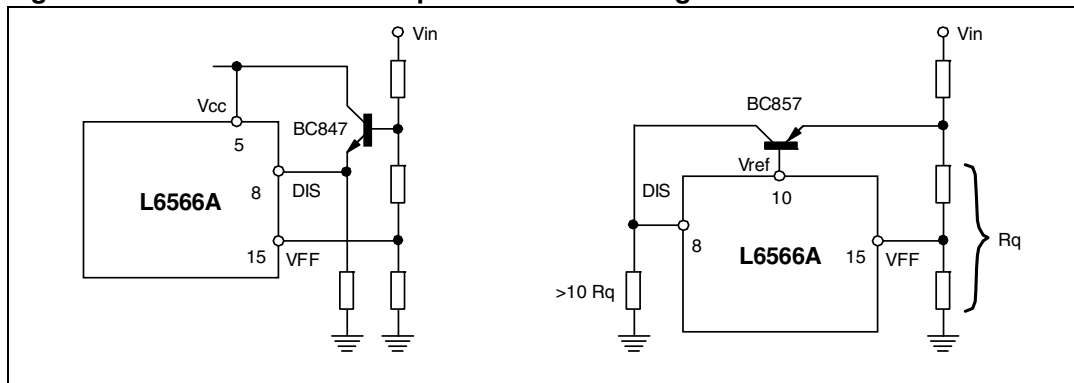 Vin
Vcc
BC847
5
8
DIS
L6566A
15
VFF
Vin
BC857
Vref
10
DIS
8
L6566A
15
VFF
Rq
>10 Rq